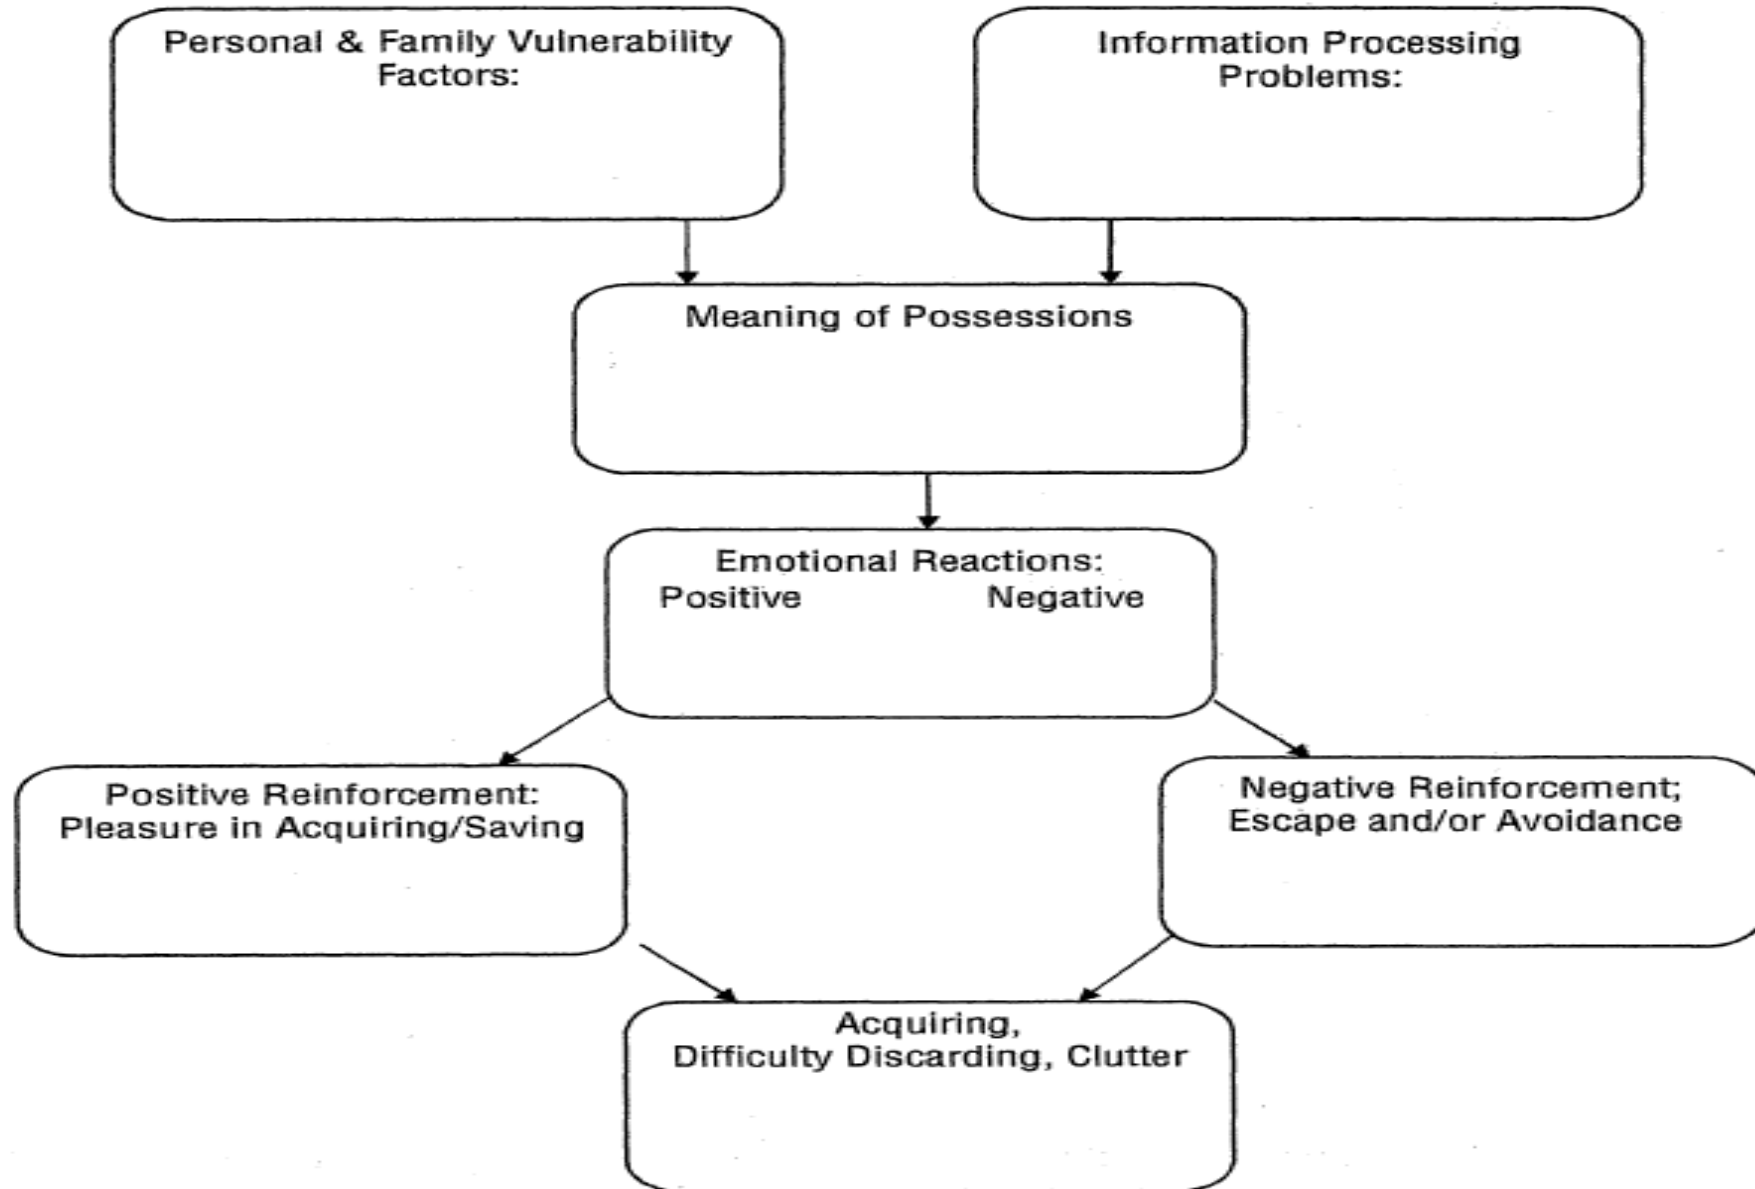 Personal & Family Vulnerability
Factors:
Information Processing
Problems:
Meaning of Possessions
Emotional Reactions:
Positive Negative
Positive Reinforcement:
Pleasure in Acquiring/Saving
Negative Reinforcement;
Escape and/or Avoidance
Acquiring,
Difficulty Discarding, Clutter